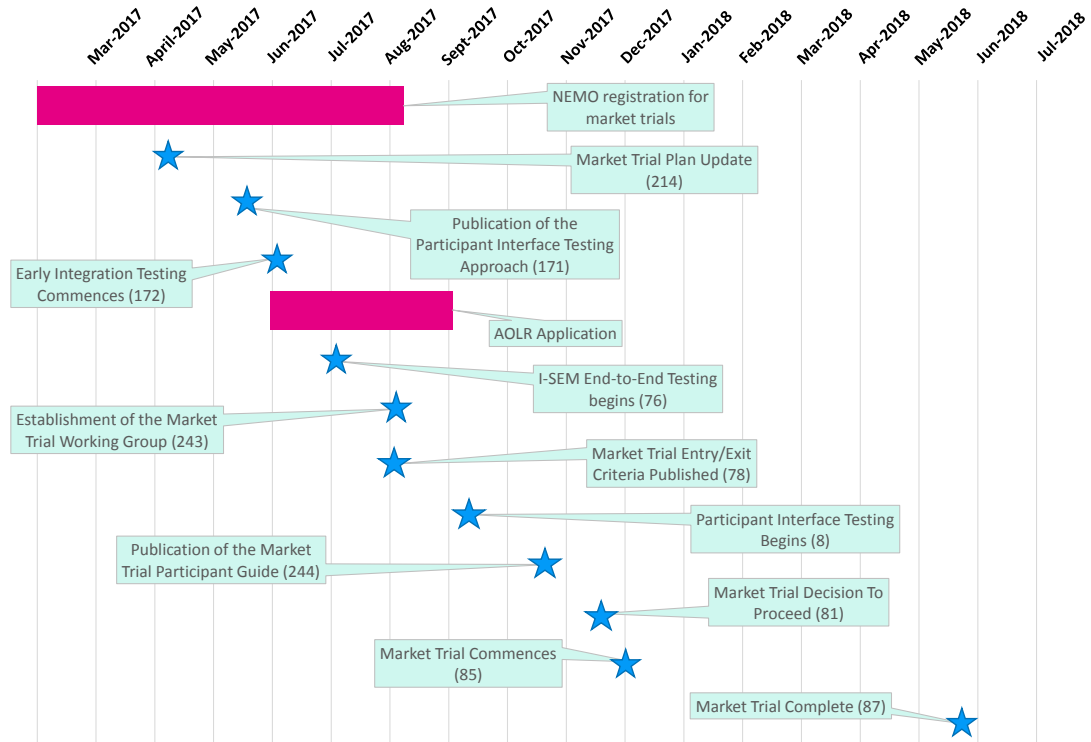 Mar-2017
April-2017
May-2017
Jun-2017
Jul-2017
Aug-2017
Sept-2017
Oct-2017
Nov-2017
Dec-2017
Jan-2018
Feb-2018
Mar-2018
Apr-2018
May-2018
Jun-2018
Jul-2018
NEMO registration for
market trials
Market Trial Plan Update
(214)
Publication of the
Participant Interface Testing
Approach (171)
Early Integration Testing
Commences (172)
AOLR Application
I-SEM End-to-End Testing
begins (76)
Establishment of the Market
Trial Working Group (243)
Market Trial Entry/Exit
Criteria Published (78)
Participant Interface Testing
Begins (8)
Publication of the Market
Trial Participant Guide (244)
Market Trial Decision To
Proceed (81)
Market Trial Commences
(85)
Market Trial Complete (87)